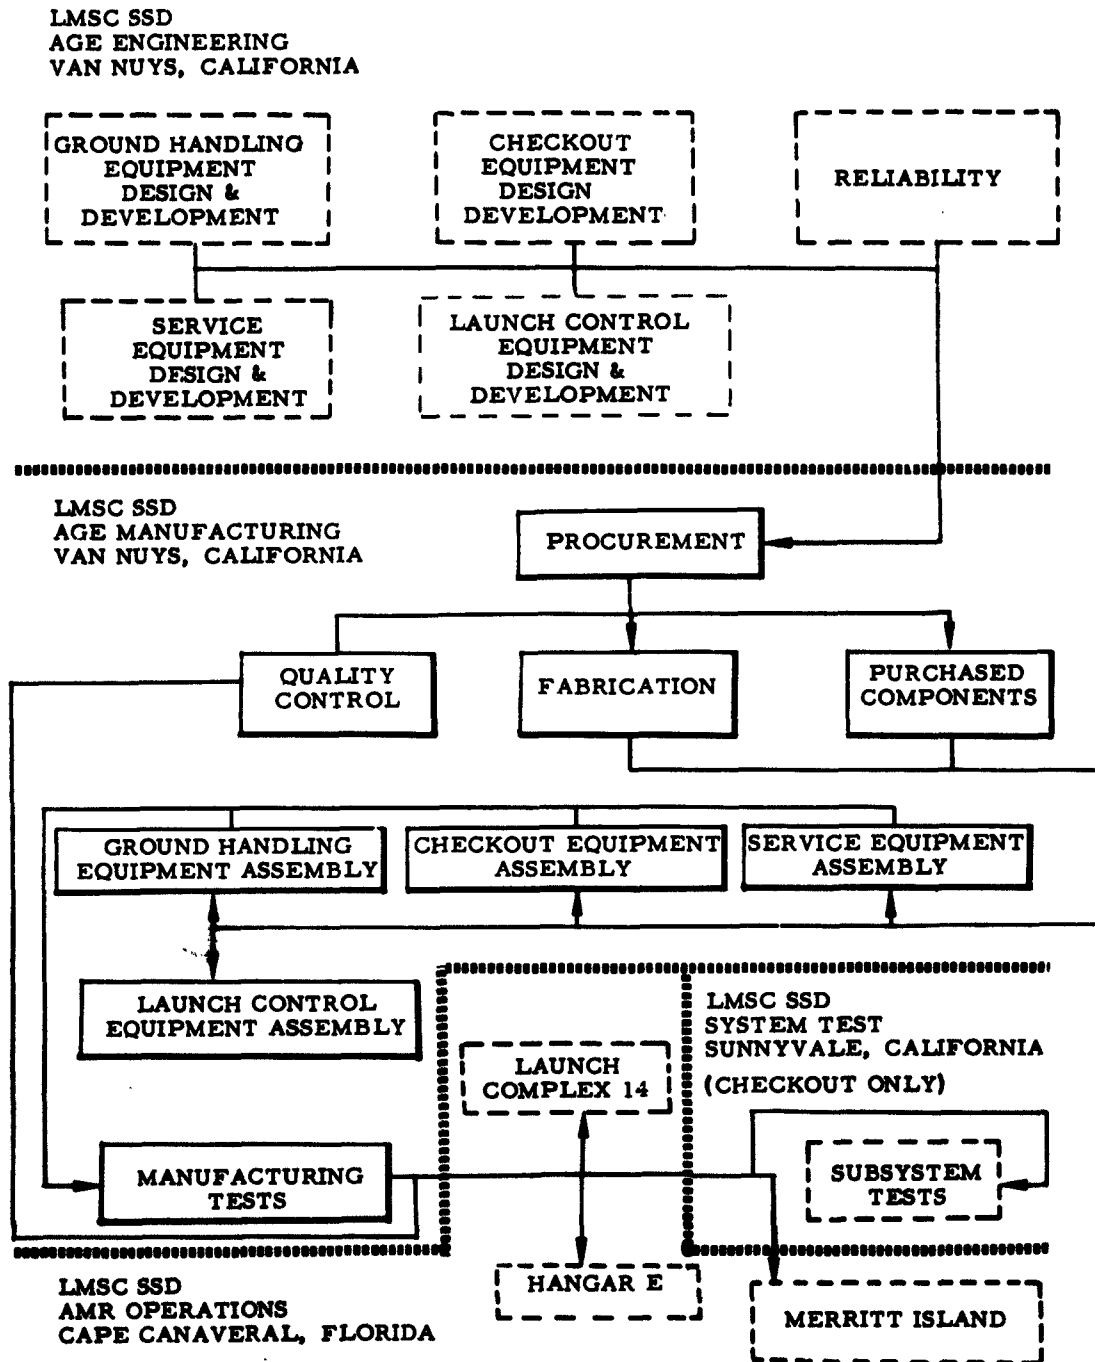 LMSC SSD
AGE ENGINEERING
VAN NUYS, CALIFORNIA
GROUND HANDLING
EQUIPMENT
DESIGN &
DEVELOPMENT
CHECKOUT
EQUIPMENT
DESIGN
DEVELOPMENT
RELIABILITY
SERVICE
EQUIPMENT
DESIGN &
DEVELOPMENT
LAUNCH CONTROL
EQUIPMENT
DESIGN &
DEVELOPMENT
LMSC SSD
AGE MANUFACTURING
VAN NUYS, CALIFORNIA
PROCUREMENT
QUALITY
CONTROL
FABRICATION
PURCHASED
COMPONENTS
GROUND HANDLING
EQUIPMENT ASSEMBLY
CHECKOUT EQUIPMENT
ASSEMBLY
SERVICE EQUIPMENT
ASSEMBLY
LAUNCH CONTROL
EQUIPMENT ASSEMBLY
LMSC SSD
SYSTEM TEST
SUNNYVALE, CALIFORNIA
(CHECKOUT ONLY)
LAUNCH
COMPLEX 14
MANUFACTURING
TESTS
SUBSYSTEM
TESTS
LMSC SSD
AMR OPERATIONS
CAPE CANAVERAL, FLORIDA
HANGAR E
MERRITT ISLAND